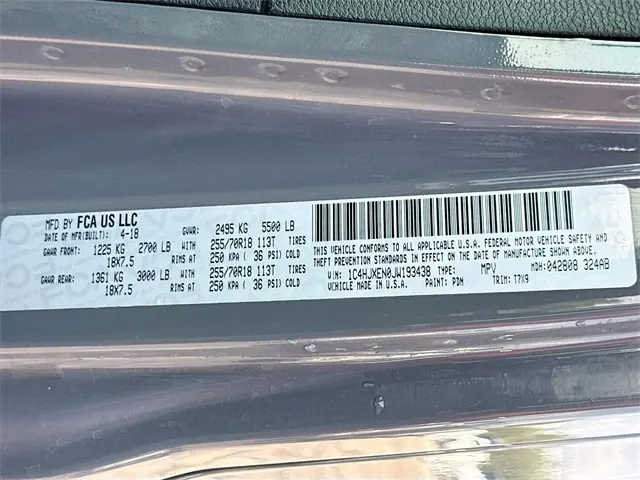 MFD BY FCA US LLC
DATE OF MFR(BUILT): 4-18 GVWR: 2495 KG 5500 LB
GAWR FRONT: 1225 KG 2700 LB 255/70R18 113T TIRES
18X7.5 RIMS AT 250 KPA ( 36 PSI) COLD
GAWR REAR: 1361 KG 3000 LB 255/70R18 113T TIRES
18X7.5 RIMS AT 250 KPA ( 36 PSI) COLD
THIS VEHICLE CONFORMS TO ALL APPLICABLE U.S.A. FEDERAL MOTOR VEHICLE SAFETY AND
THEFT PREVENTION STANDARDS IN EFFECT ON THE DATE OF MANUFACTURE SHOWN ABOVE.
VIN: 1C4HJXEN0JW193438 TYPE: MPV MDH: 042808 324AB
VEHICLE MADE IN U.S.A. PAINT: PDN TRIM: T7X9